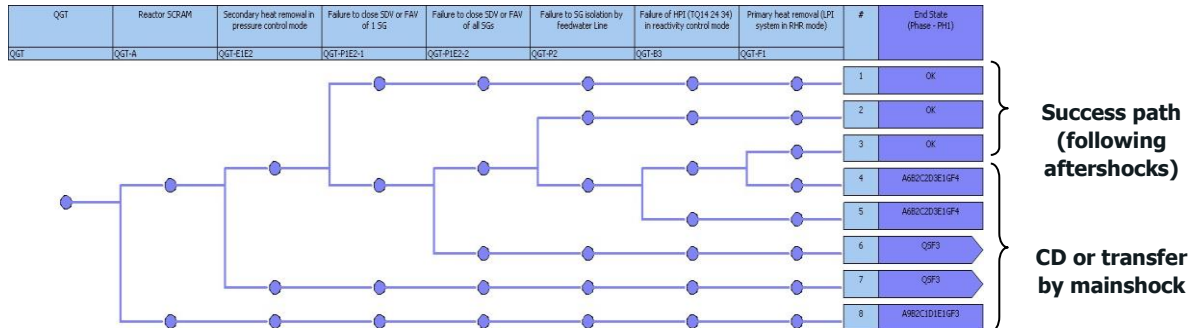 QGT
Reactor SCRAM
Secondary heat removal in
pressure control mode
Failure to close SDV or FAV
of 1 SG
Failure to close SDV or FAV
of all SGs
Failure to SG isolation by
feedwater Line
Failure of HPI (TQ14 24 34)
in reactivity control mode
Primary heat removal (LPI
system in RHR mode)
#
End State
(Phase - PH1)
QGT
QGT-A
QGT-E1E2
QGT-P1E2-1
QGT-P1E2-2
QGT-P2
QGT-B3
QGT-F1
1
OK
2
OK
3
OK
4
A6B2C2D3E1GF4
5
A6B2C2D3E1GF4
6
QSF3
7
QSF3
8
A9B2C1D1E1GF3
Success path
(following
aftershocks)
CD or transfer
by mainshock